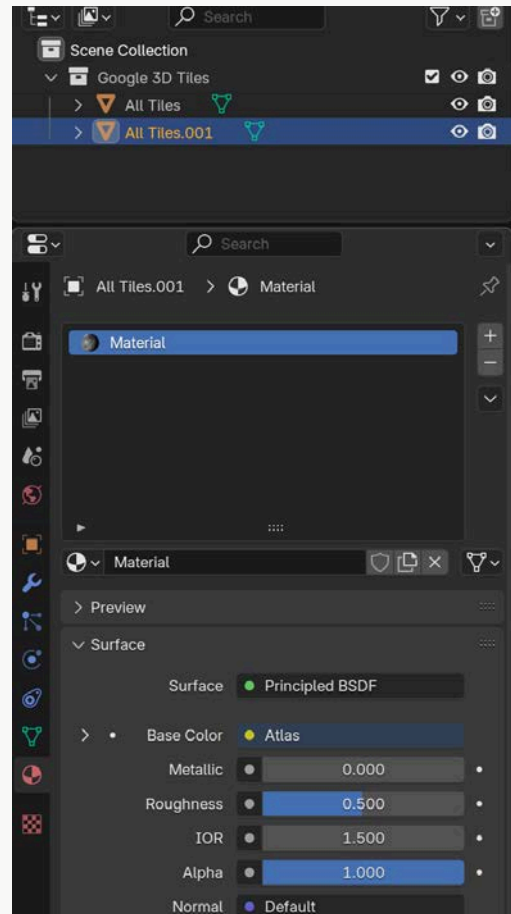 Search
Scene Collection
Google 3D Tiles
All Tiles
All Tiles.001
Search
All Tiles.001 > Material
Material
Material
Preview
Surface
Surface Principled BSDF
Base Color Atlas
Metallic 0.000
Roughness 0.500
IOR 1.500
Alpha 1.000
Normal Default